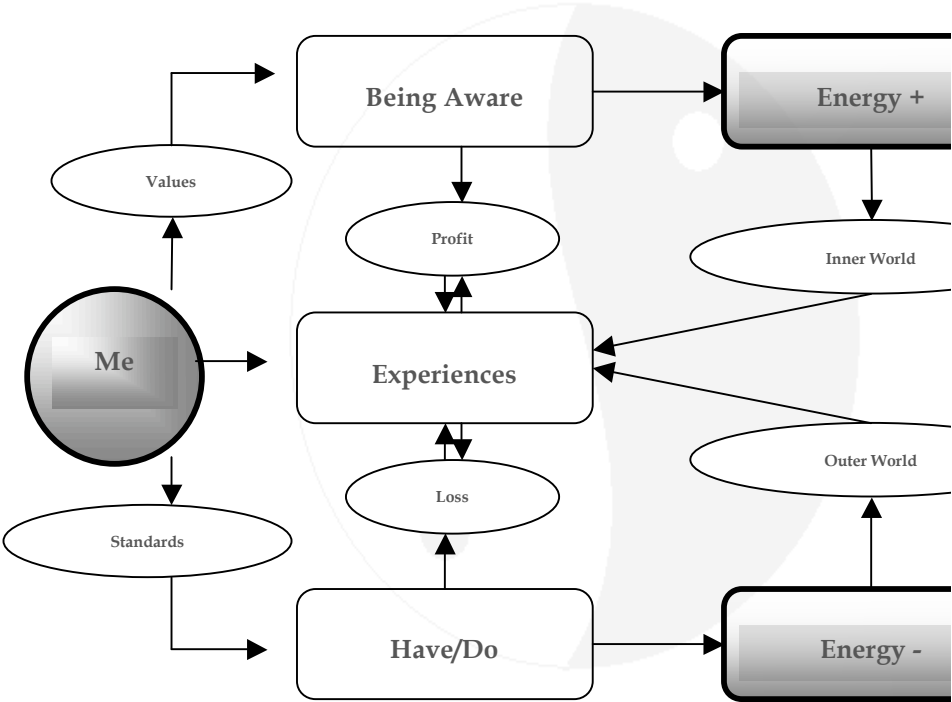 Being Aware
Energy +
Values
Profit
Inner World
Me
Experiences
Outer World
Loss
Standards
Have/Do
Energy -